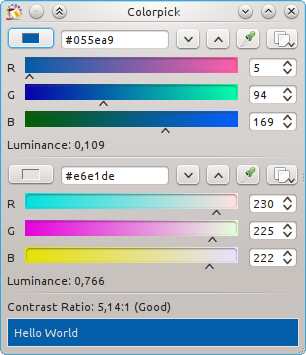 Colorpick
#055ea9
R 5
G 94
B 169
Luminance: 0,109
#e6e1de
R 230
G 225
B 222
Luminance: 0,766
Contrast Ratio: 5,14:1 (Good)
Hello World